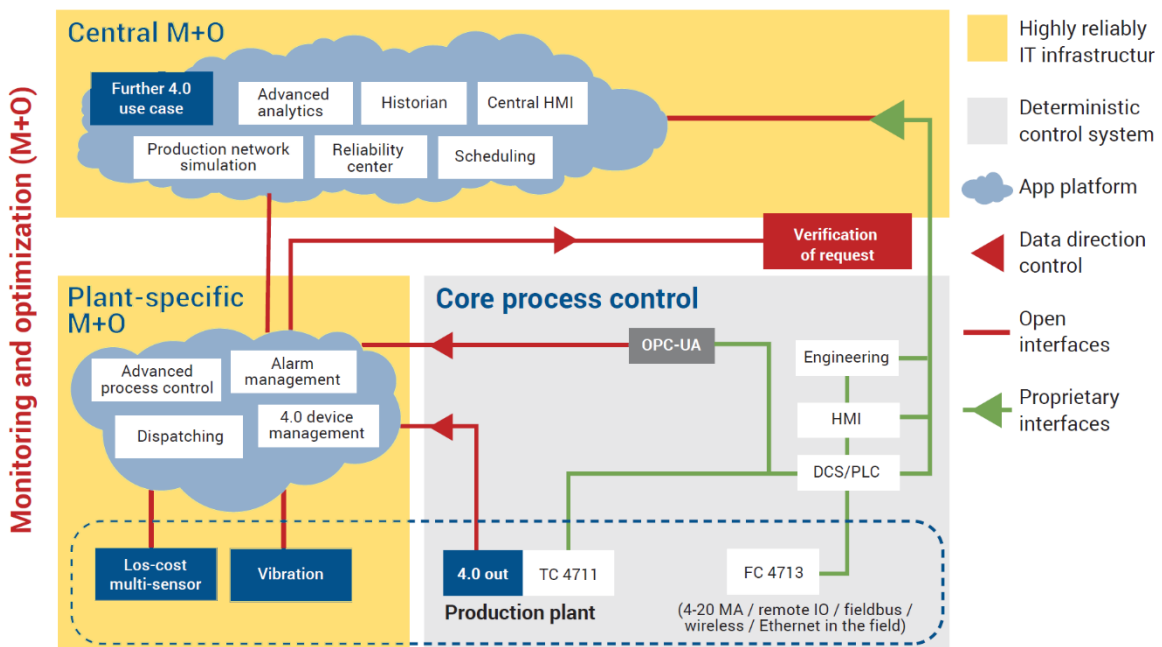 Monitoring and optimization (M+O)
Central M+O
Further 4.0
use case
Advanced
analytics
Historian
Central HMI
Production network
simulation
Reliability
center
Scheduling
Verification
of request
Plant-specific
M+O
Advanced
process control
Alarm
management
Dispatching
4.0 device
management
Los-cost
multi-sensor
Vibration
Core process control
OPC-UA
Engineering
HMI
DCS/PLC
4.0 out
TC 4711
FC 4713
Production plant
(4-20 MA / remote IO / fieldbus /
wireless / Ethernet in the field)
Highly reliably
IT infrastructur
Deterministic
control system
App platform
Data direction
control
Open
interfaces
Proprietary
interfaces